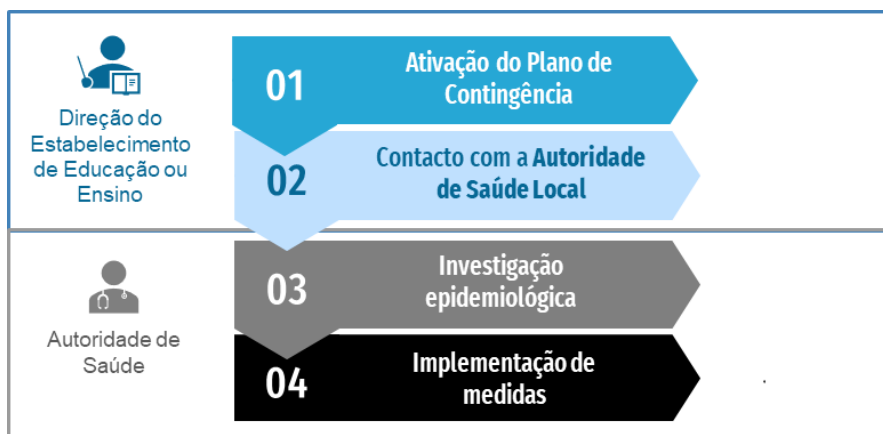 Direção do
Estabelecimento
de Educação ou
Ensino
01
Ativação do Plano de
Contingência
02
Contacto com a Autoridade
de Saúde Local
Autoridade de
Saúde
03
Investigação
epidemiológica
04
Implementação de
medidas
.